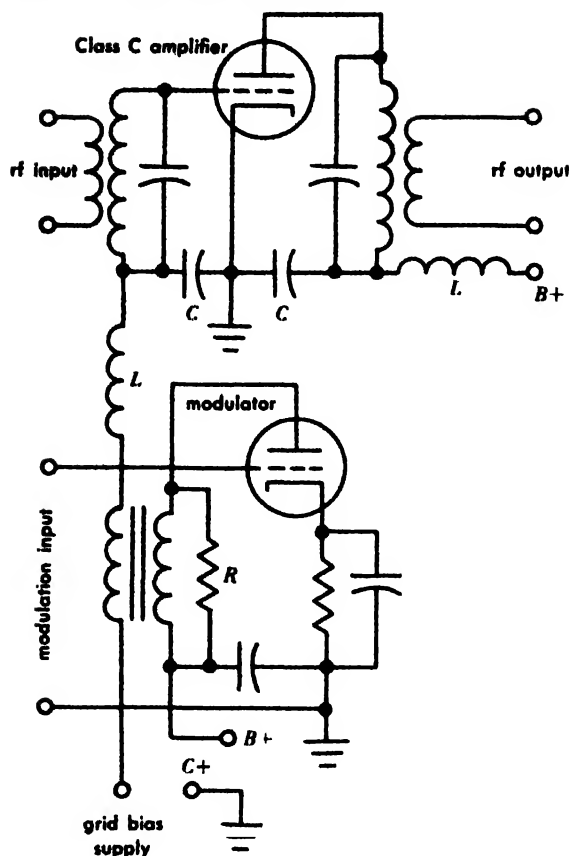 Class C amplifier
rf input
rf output
C
C
L
B+
L
modulator
modulation input
R
B+
C+
grid bias
supply